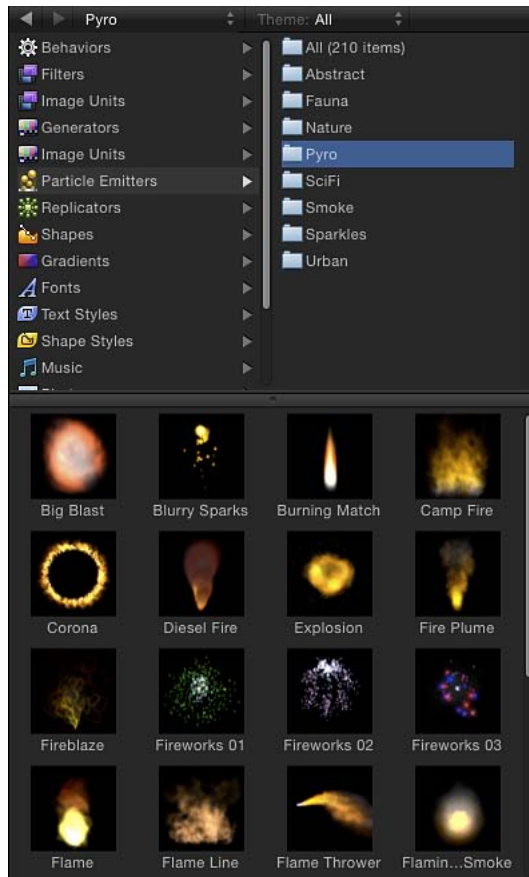 Pyro Theme: All
Behaviors
Filters
Image Units
Generators
Image Units
Particle Emitters
Replicators
Shapes
Gradients
Fonts
Text Styles
Shape Styles
Music
All (210 items)
Abstract
Fauna
Nature
Pyro
SciFi
Smoke
Sparkles
Urban
Big Blast Blurry Sparks Burning Match Camp Fire
Corona Diesel Fire Explosion Fire Plume
Fireblaze Fireworks 01 Fireworks 02 Fireworks 03
Flame Flame Line Flame Thrower Flamin...Smoke